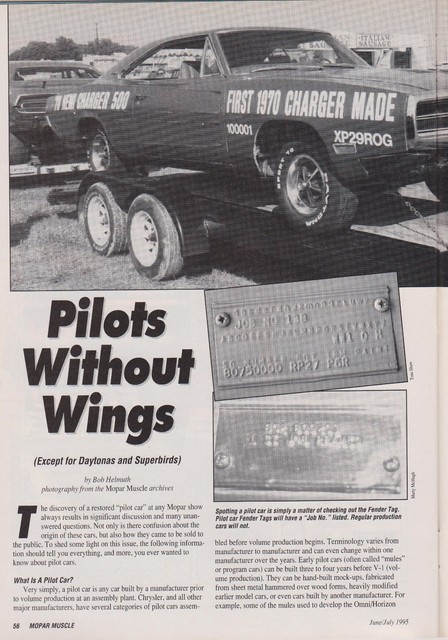 ITALIAN
SAUSAGE
'70 HEMI CHARGER 500
FIRST 1970 CHARGER MADE
100001
XP29ROG
Pilots
Without
Wings
(Except for Daytonas and Superbirds)
by Bob Helmuth
photography from the Mopar Muscle archives
The discovery of a restored "pilot car" at any Mopar show
always results in significant discussion and many unan-
swered questions. Not only is there confusion about the
origin of these cars, but also how they came to be sold to
the public. To shed some light on this issue, the following informa-
tion should tell you everything, and more, you ever wanted to
know about pilot cars.
What Is A Pilot Car?
Very simply, a pilot car is any car built by a manufacturer prior
to volume production at an assembly plant. Chrysler, and all other
major manufacturers, have several categories of pilot cars assem-
JOB NO
Spotting a pilot car is simply a matter of checking out the Fender Tag.
Pilot car Fender Tags will have a "Job No." listed. Regular production
cars will not.
bled before volume production begins. Terminology varies from
manufacturer to manufacturer and can even change within one
manufacturer over the years. Early pilot cars (often called "mules"
or program cars) can be built three to four years before V-1 (vol-
ume production). They can be hand-built mock-ups, fabricated
from sheet metal hammered over wood forms, heavily modified
earlier model cars, or even cars built by another manufacturer. For
example, some of the mules used to develop the Omni/Horizon
56 MOPAR MUSCLE
June/July 1995